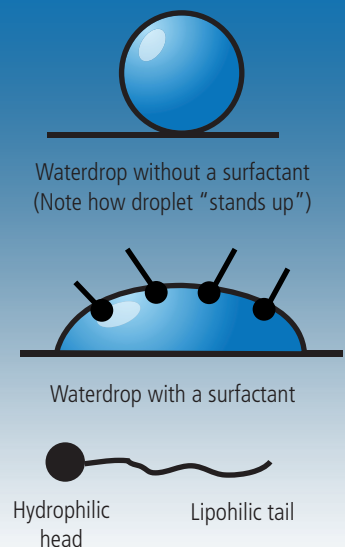 Waterdrop without a surfactant
(Note how droplet “stands up”)
Waterdrop with a surfactant
Hydrophilic
head
Lipohilic tail